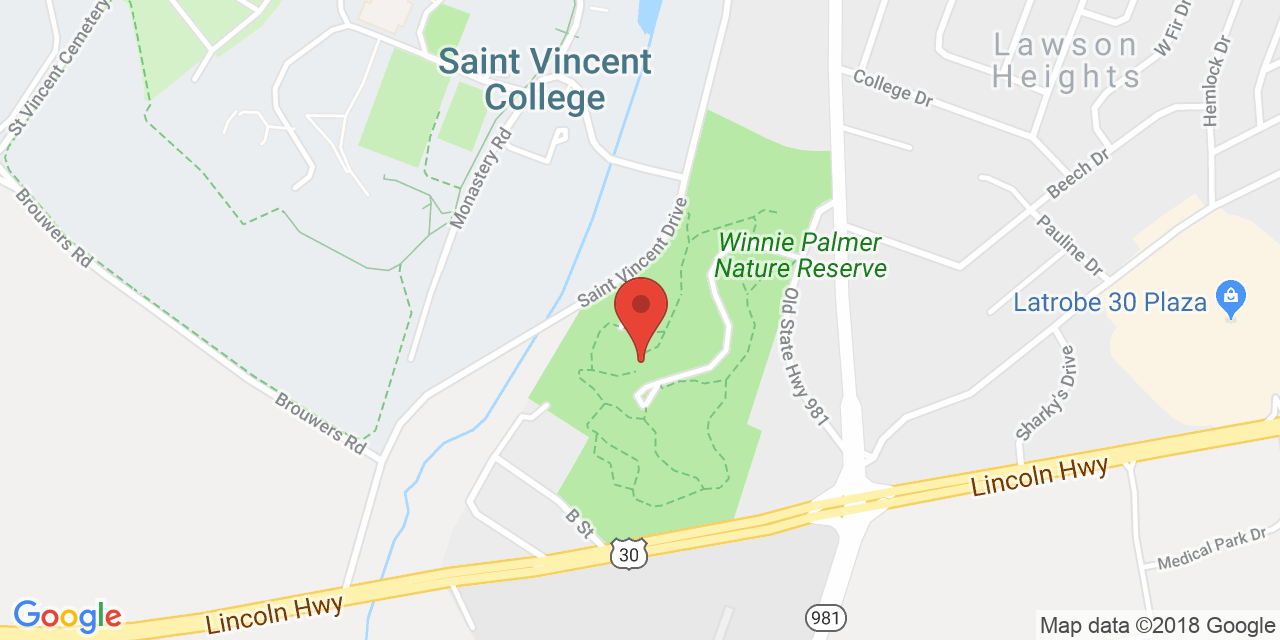 St Vincent Cemetery
Saint Vincent
College
Lawson
Heights
W Fir Dr
Hemlock Dr
College Dr
Monastery Rd
Beech Dr
Brouwers Rd
Saint Vincent Drive
Winnie Palmer
Nature Reserve
Pauline Dr
Latrobe 30 Plaza
Old State Hwy 981
Sharky's Drive
Brouwers Rd
Lincoln Hwy
B St
30
Medical Park Dr
Lincoln Hwy
981
Google
Map data ©2018 Google